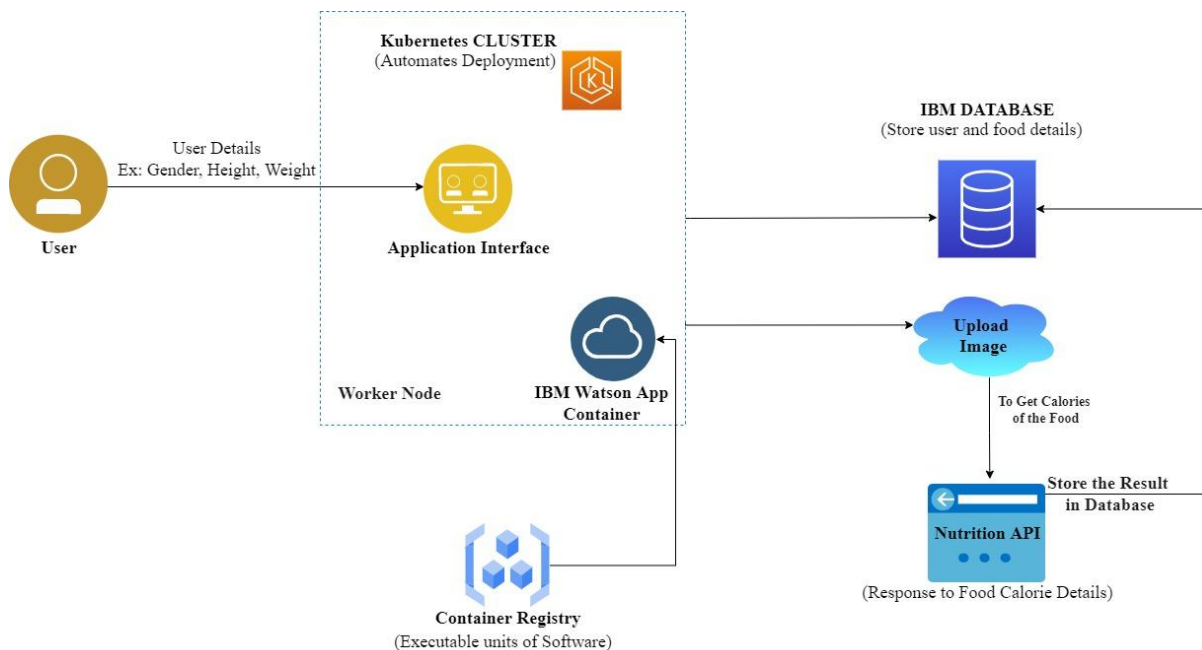 Kubernetes CLUSTER
(Automates Deployment)
K
IBM DATABASE
(Store user and food details)
User Details
Ex: Gender, Height, Weight
User
Application Interface
Upload
Image
Worker Node
IBM Watson App
Container
To Get Calories
of the Food
Store the Result
in Database
Nutrition API
(Response to Food Calorie Details)
Container Registry
(Executable units of Software)